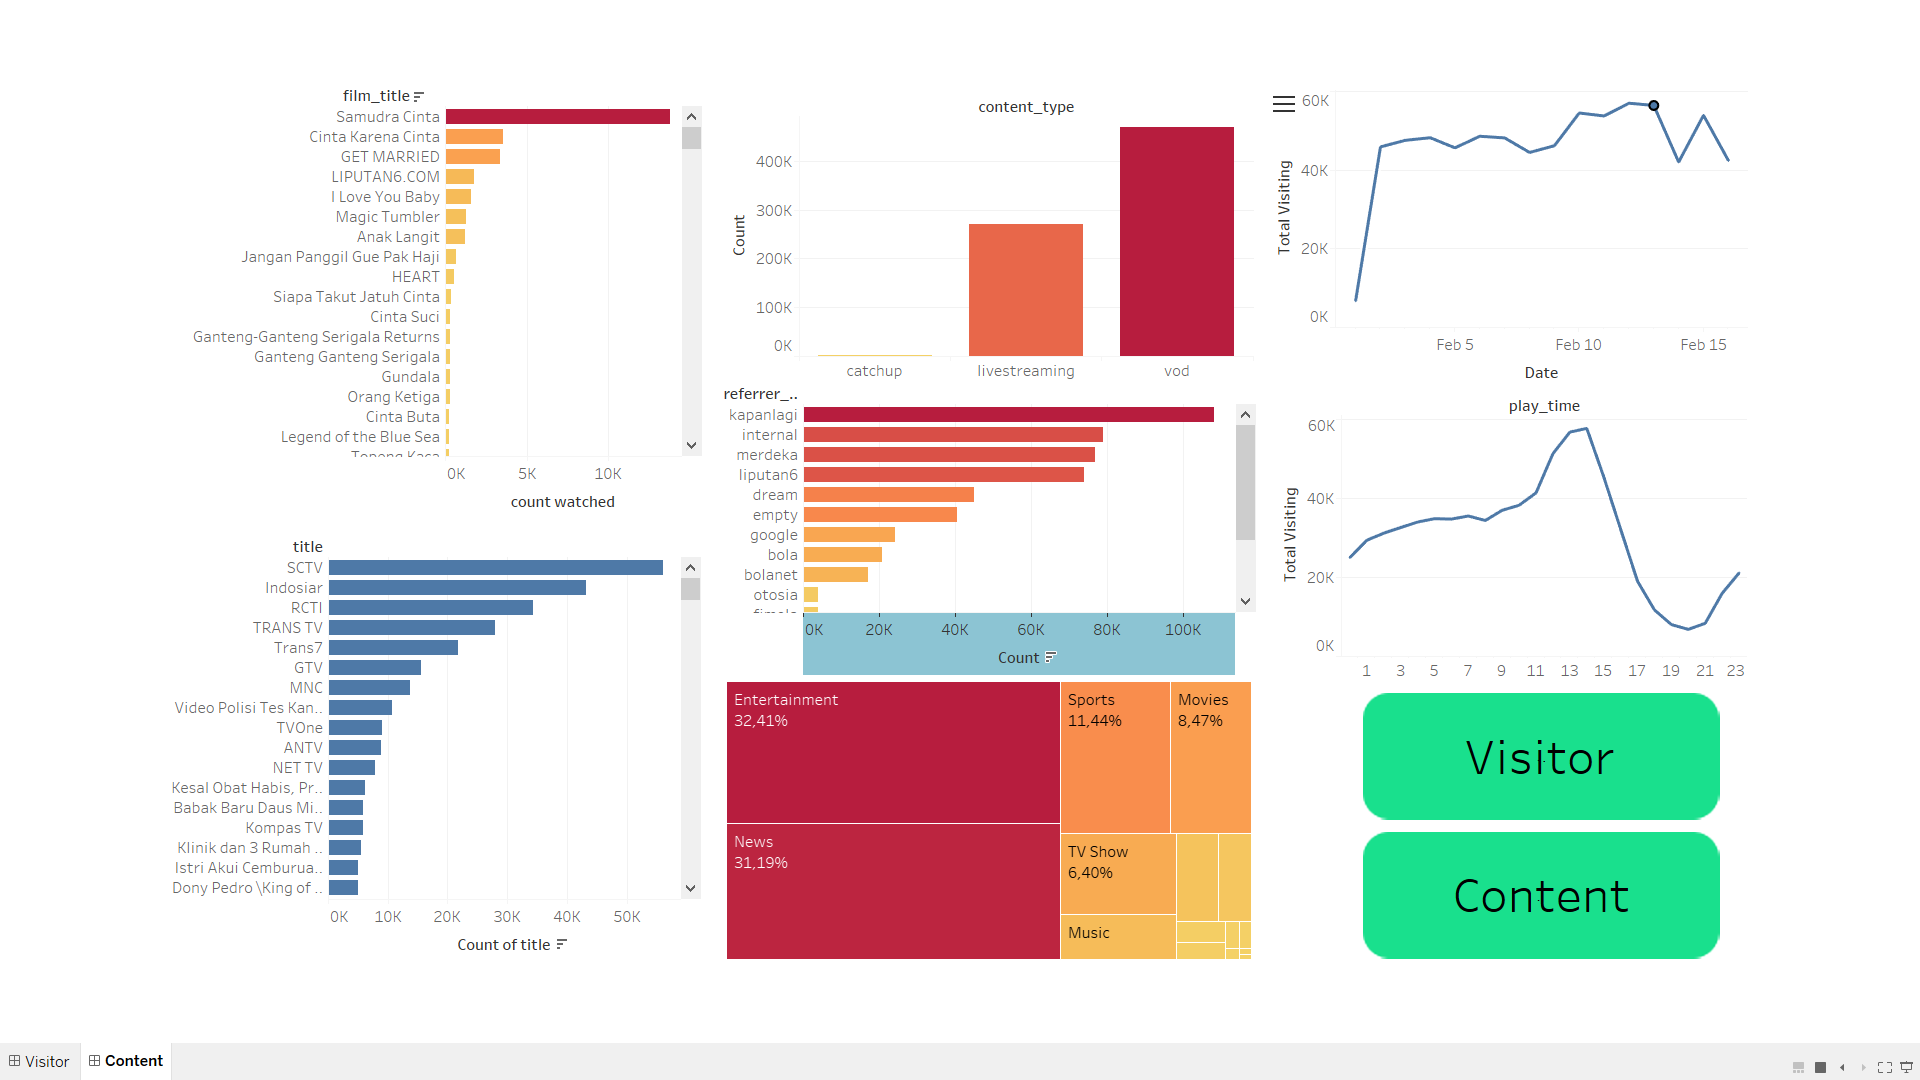 film_title
Samudra Cinta
Cinta Karena Cinta
GET MARRIED
LIPUTAN6.COM
I Love You Baby
Magic Tumbler
Anak Langit
Jangan Panggil Gue Pak Haji
HEART
Siapa Takut Jatuh Cinta
Cinta Suci
Ganteng-Ganteng Serigala Returns
Ganteng Ganteng Serigala
Gundala
Orang Ketiga
Cinta Buta
Legend of the Blue Sea
0K 5K 10K
count watched
title
SCTV
Indosiar
RCTI
TRANS TV
Trans7
GTV
MNC
Video Polisi Tes Kan..
TVOne
ANTV
NET TV
Kesal Obat Habis, Pr..
Babak Baru Daus Mi..
Kompas TV
Klinik dan 3 Rumah ..
Istri Akui Cemburua..
Dony Pedro \King of ..
0K 10K 20K 30K 40K 50K
Count of title
content_type
Count
400K
300K
200K
100K
0K
catchup livestreaming vod
referrer_..
kapanlagi
internal
merdeka
liputan6
dream
empty
google
bola
bolanet
otosia
0K 20K 40K 60K 80K 100K
Count
Entertainment
32,41%
News
31,19%
Sports
11,44%
Movies
8,47%
TV Show
6,40%
Music
Total Visiting
60K
40K
20K
0K
Feb 5 Feb 10 Feb 15
Date
play_time
Total Visiting
60K
40K
20K
0K
1 3 5 7 9 11 13 15 17 19 21 23
Visitor
Content
Visitor Content